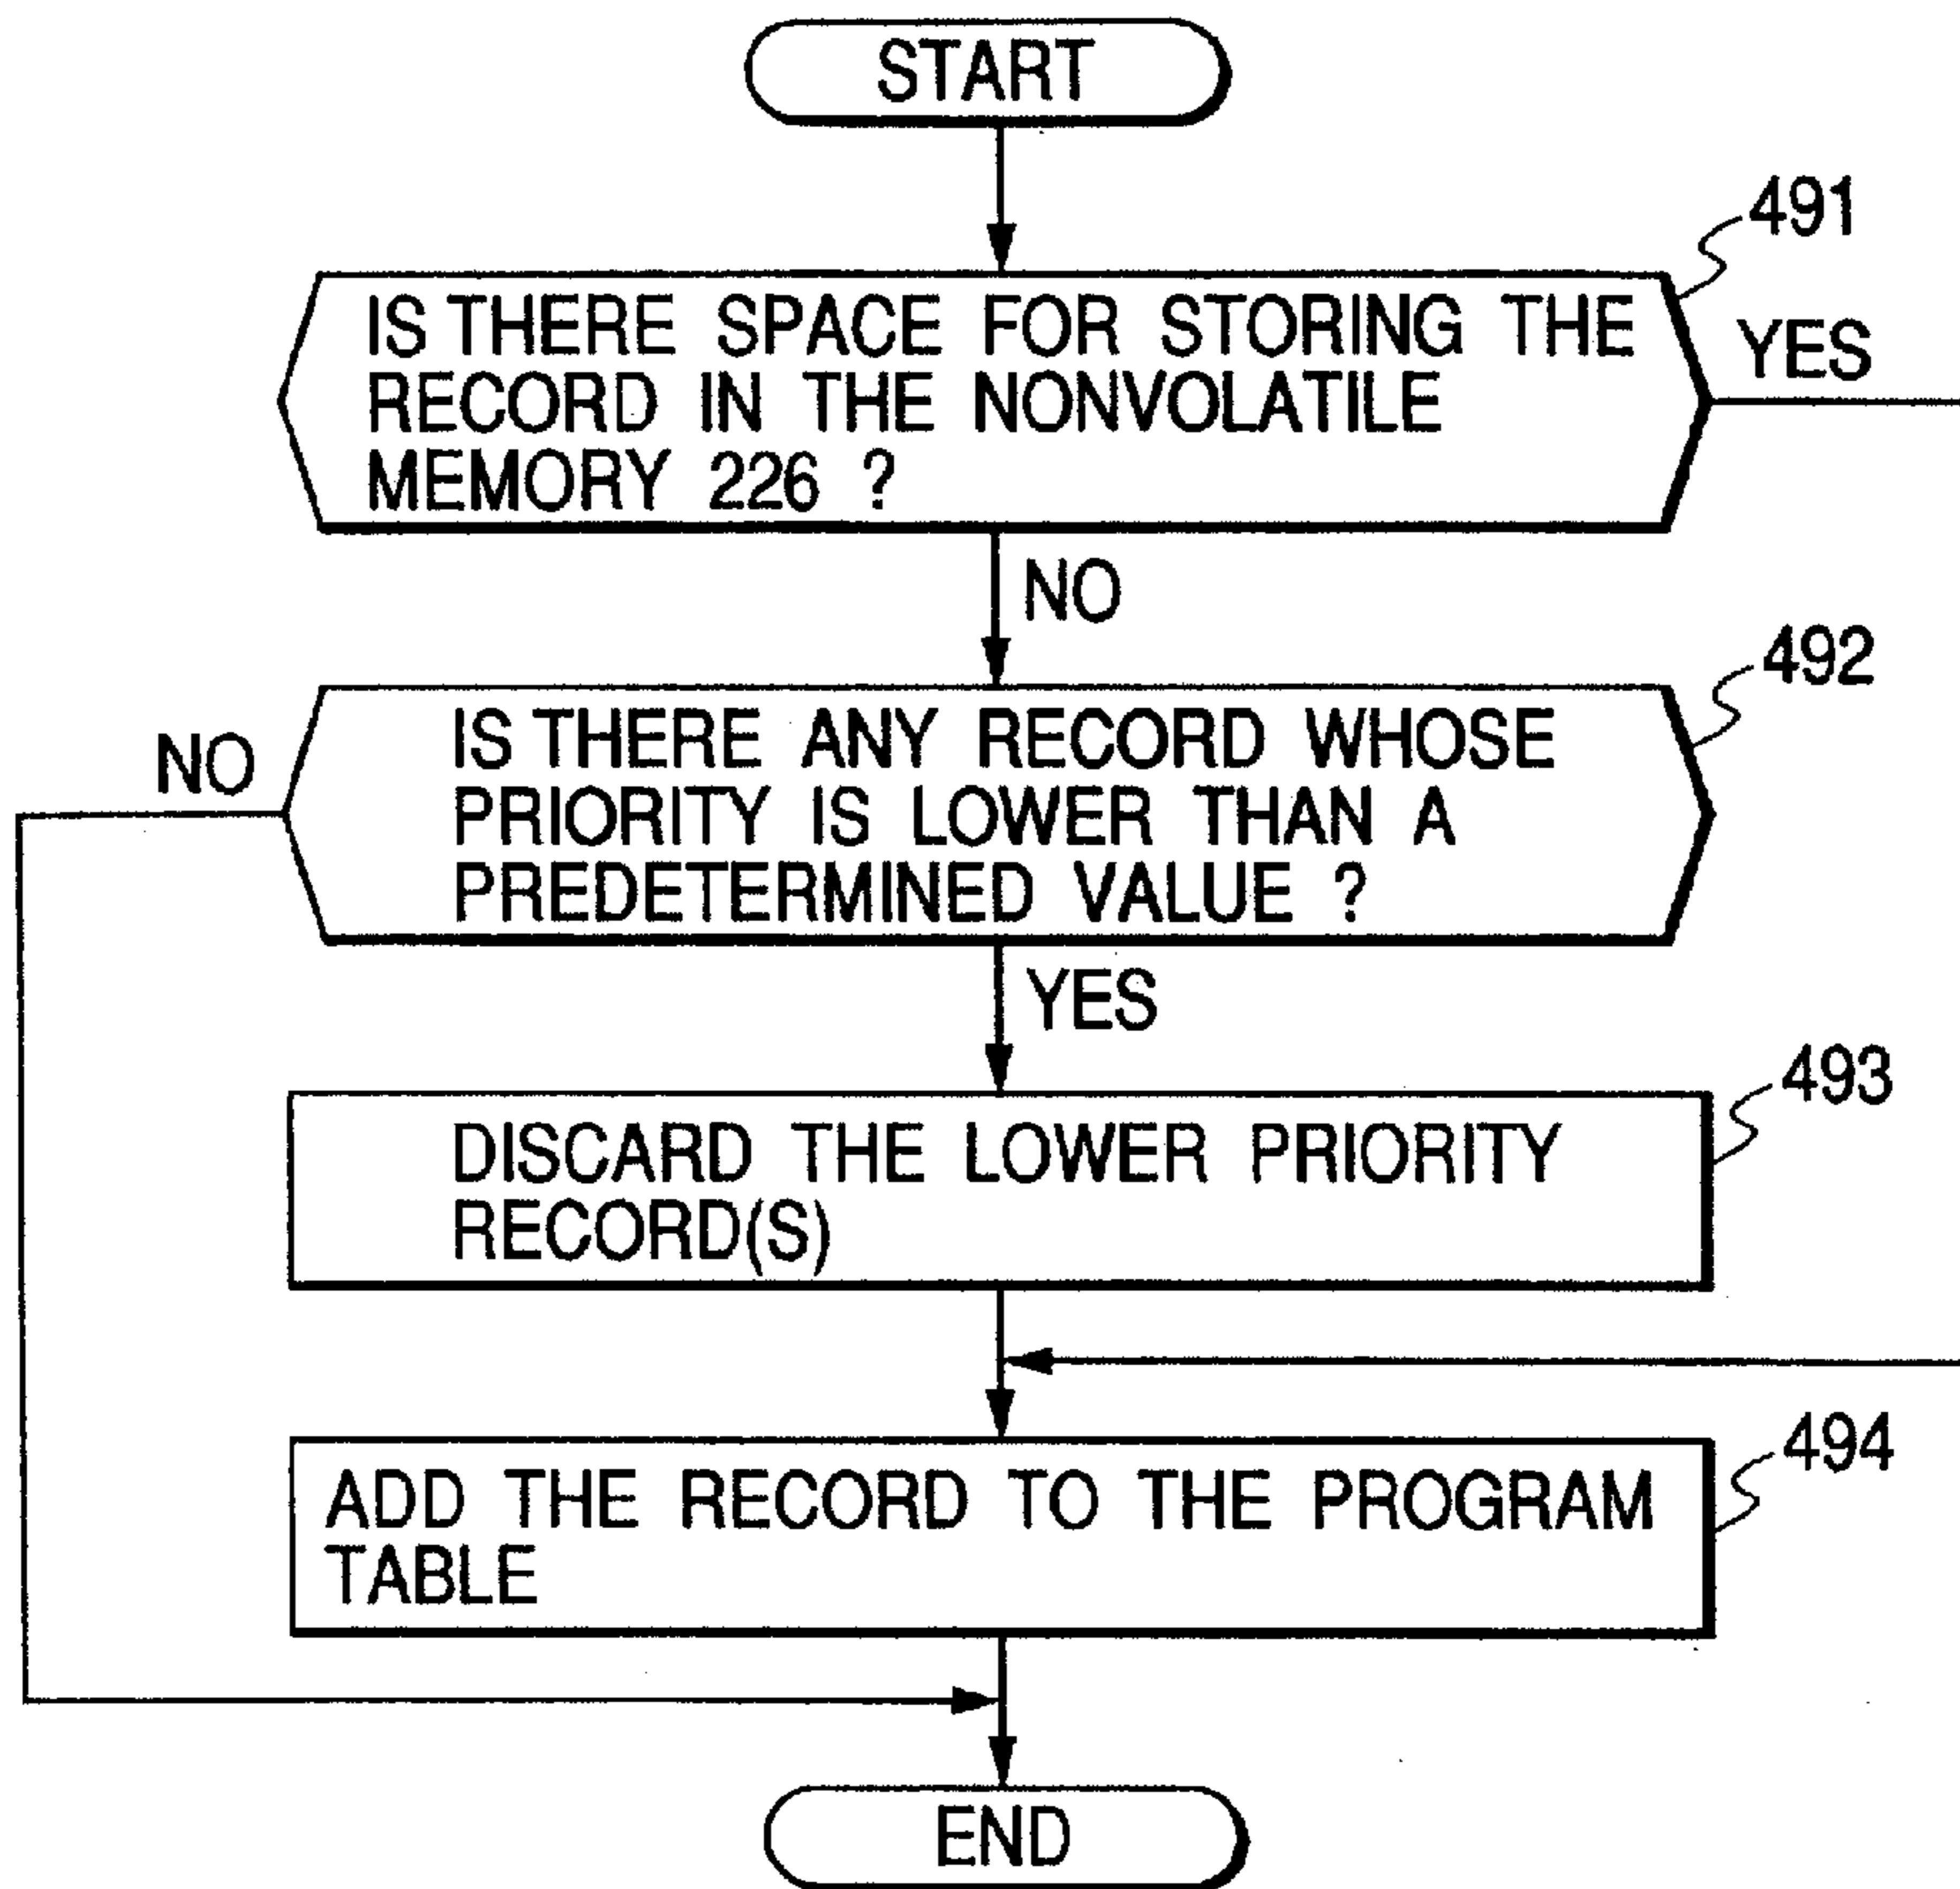 START
491
IS THERE SPACE FOR STORING THE
RECORD IN THE NONVOLATILE
MEMORY 226 ?
YES
NO
492
IS THERE ANY RECORD WHOSE
PRIORITY IS LOWER THAN A
PREDETERMINED VALUE ?
NO
YES
493
DISCARD THE LOWER PRIORITY
RECORD(S)
494
ADD THE RECORD TO THE PROGRAM
TABLE
END